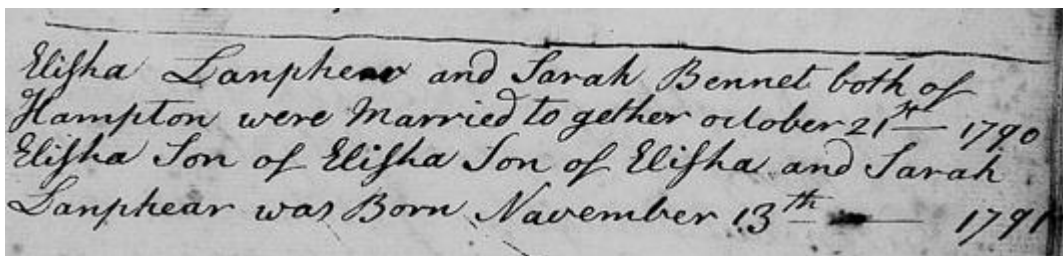 Elisha Lanphear and Sarah Bennet both of
Hampton were Married to gether october 21st 1790
Elisha Son of Elisha Son of Elisha and Sarah
Lanphear was Born November 13th — 1791